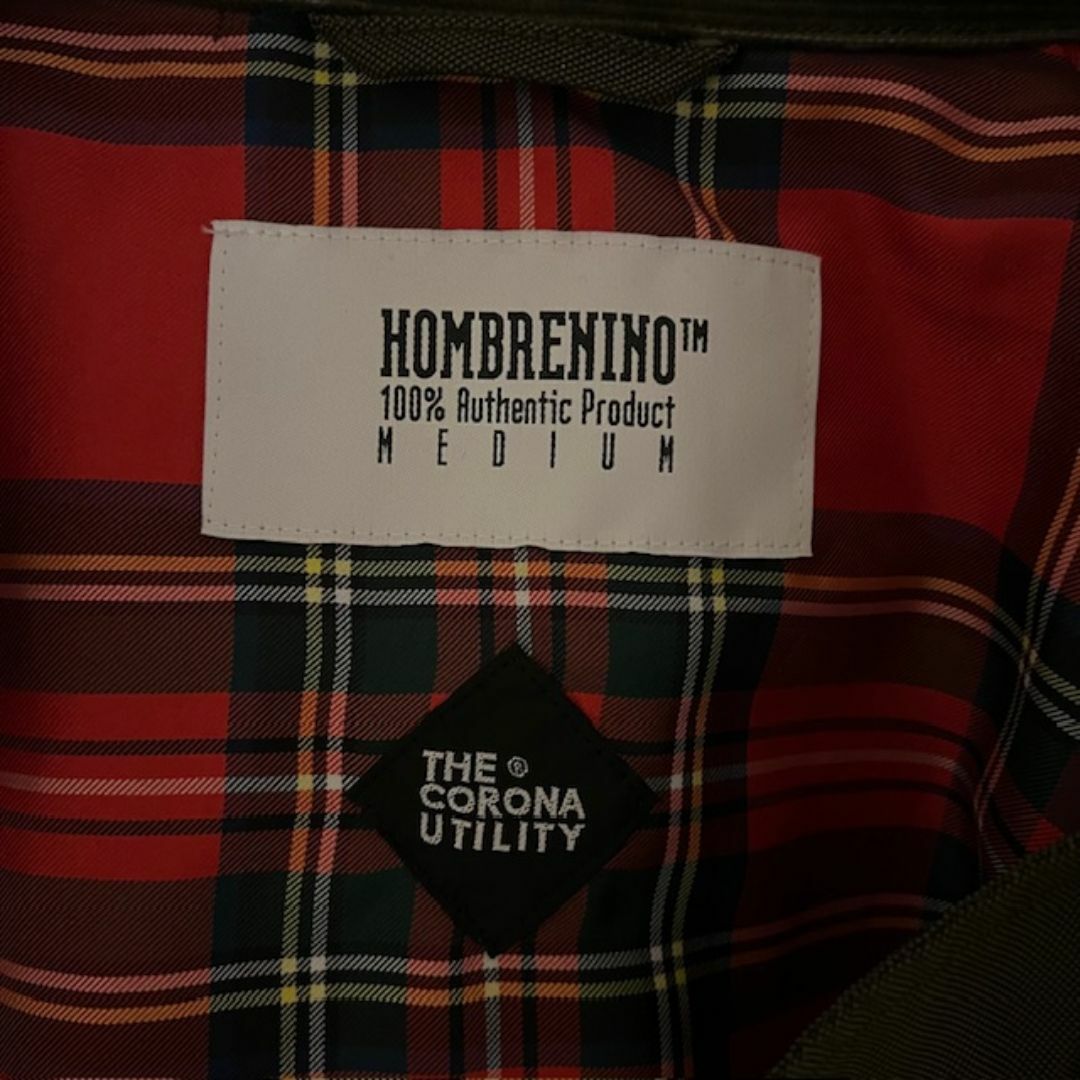 HOMBRENINO™
100% Authentic Product
MEDIUM
THE ®
CORONA
UTILITY